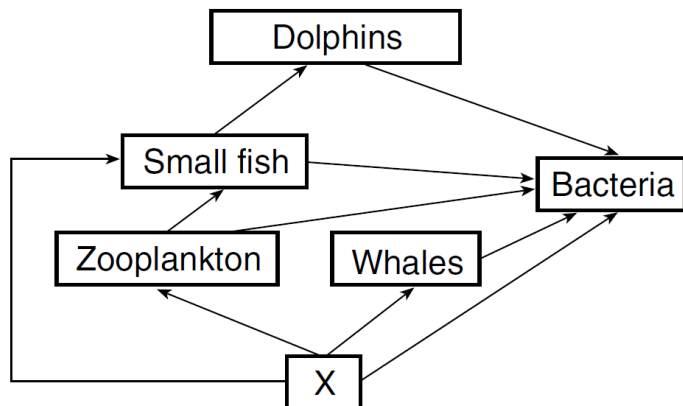 Dolphins
Small fish
Bacteria
Zooplankton
Whales
X